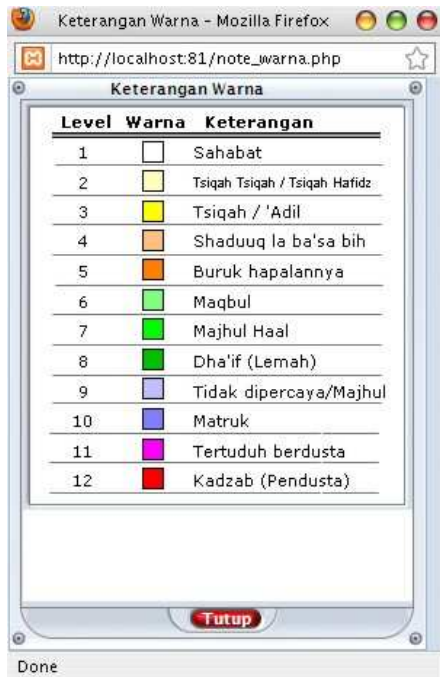 Keterangan Warna - Mozilla Firefox
http://localhost:81/note_warna.php
Keterangan Warna
Level Warna Keterangan
1 Sahabat
2 Tsiqah Tsiqah / Tsiqah Hafidz
3 Tsiqah / 'Adil
4 Shaduuq la ba'sa bih
5 Buruk hapalannya
6 Maqbul
7 Majhul Haal
8 Dha'if (Lemah)
9 Tidak dipercaya/Majhul
10 Matruk
11 Tertuduh berdusta
12 Kadzab (Pendusta)
Tutup
Done